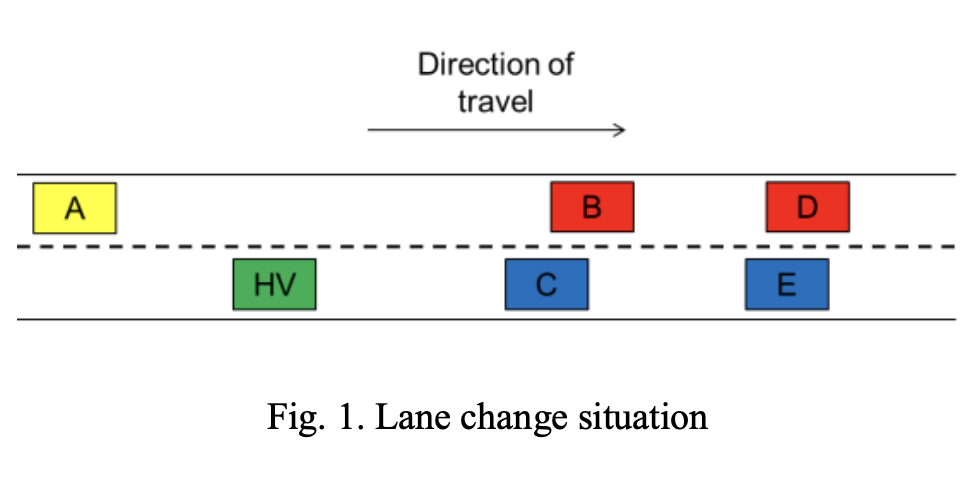 Direction of
travel
A
B
D
HV
C
E
Fig. 1. Lane change situation